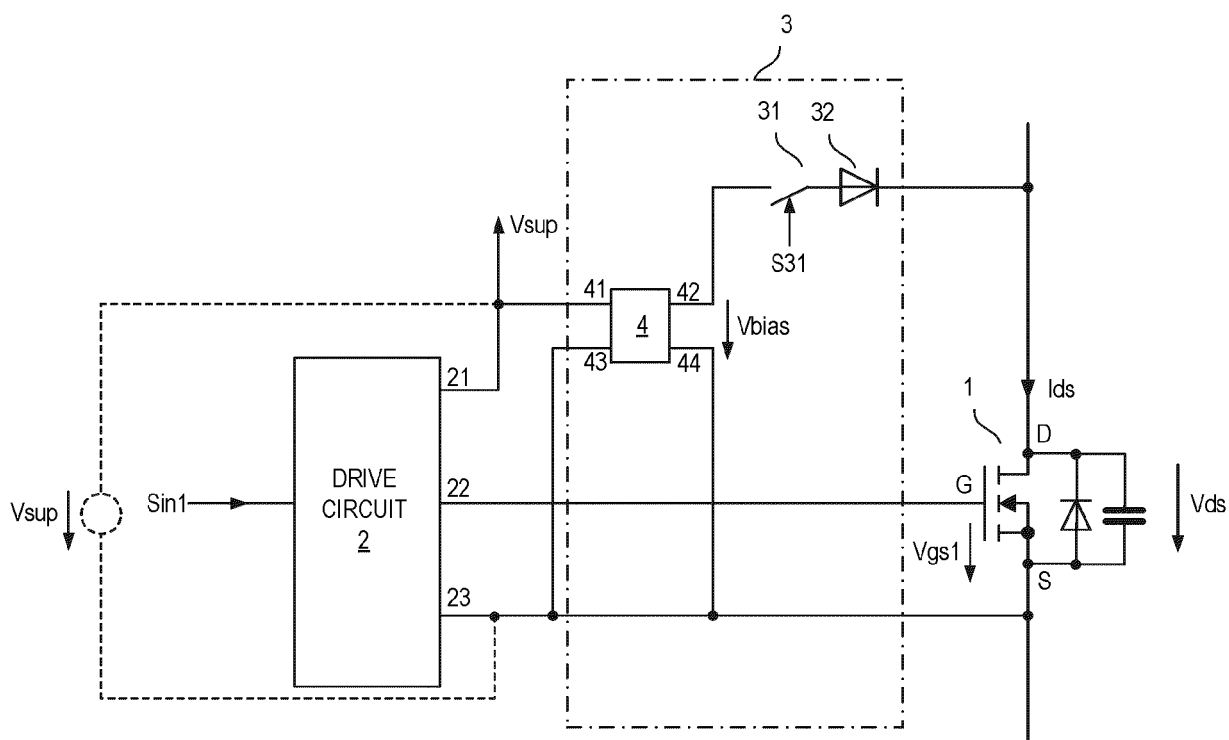 3
31
32
Vsup
S31
41
42
4
Vbias
43
44
21
1
Ids
D
DRIVE
CIRCUIT
2
22
G
Vsup
Sin1
Vds
Vgs1
S
23